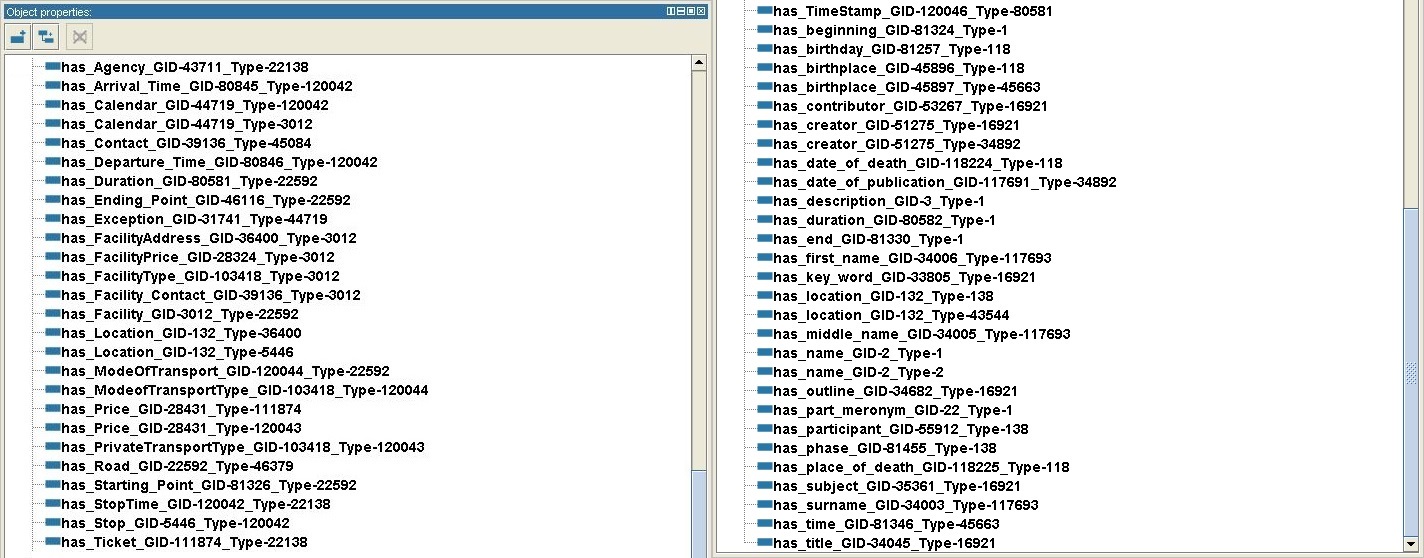 Object properties:
has_Agency_GID-43711_Type-22138
has_Arrival_Time_GID-80845_Type-120042
has_Calendar_GID-44719_Type-120042
has_Calendar_GID-44719_Type-3012
has_Contact_GID-39136_Type-45084
has_Departure_Time_GID-80846_Type-120042
has_Duration_GID-80581_Type-22592
has_Ending_Point_GID-46116_Type-22592
has_Exception_GID-31741_Type-44719
has_FacilityAddress_GID-36400_Type-3012
has_FacilityPrice_GID-28324_Type-3012
has_FacilityType_GID-103418_Type-3012
has_Facility_Contact_GID-39136_Type-3012
has_Facility_GID-3012_Type-22592
has_Location_GID-132_Type-36400
has_Location_GID-132_Type-5446
has_ModeOfTransport_GID-120044_Type-22592
has_ModeofTransportType_GID-103418_Type-120044
has_Price_GID-28431_Type-111874
has_Price_GID-28431_Type-120043
has_PrivateTransportType_GID-103418_Type-120043
has_Road_GID-22592_Type-46379
has_Starting_Point_GID-81326_Type-22592
has_StopTime_GID-120042_Type-22138
has_Stop_GID-5446_Type-120042
has_Ticket_GID-111874_Type-22138
has_TimeStamp_GID-120046_Type-80581
has_beginning_GID-81324_Type-1
has_birthday_GID-81257_Type-118
has_birthplace_GID-45896_Type-118
has_birthplace_GID-45897_Type-45663
has_contributor_GID-53267_Type-16921
has_creator_GID-51275_Type-16921
has_creator_GID-51275_Type-34892
has_date_of_death_GID-118224_Type-118
has_date_of_publication_GID-117691_Type-34892
has_description_GID-3_Type-1
has_duration_GID-80582_Type-1
has_end_GID-81330_Type-1
has_first_name_GID-34006_Type-117693
has_key_word_GID-33805_Type-16921
has_location_GID-132_Type-138
has_location_GID-132_Type-43544
has_middle_name_GID-34005_Type-117693
has_name_GID-2_Type-1
has_name_GID-2_Type-2
has_outline_GID-34682_Type-16921
has_part_meronym_GID-22_Type-1
has_participant_GID-55912_Type-138
has_phase_GID-81455_Type-138
has_place_of_death_GID-118225_Type-118
has_subject_GID-35361_Type-16921
has_surname_GID-34003_Type-117693
has_time_GID-81346_Type-45663
has_title_GID-34045_Type-16921